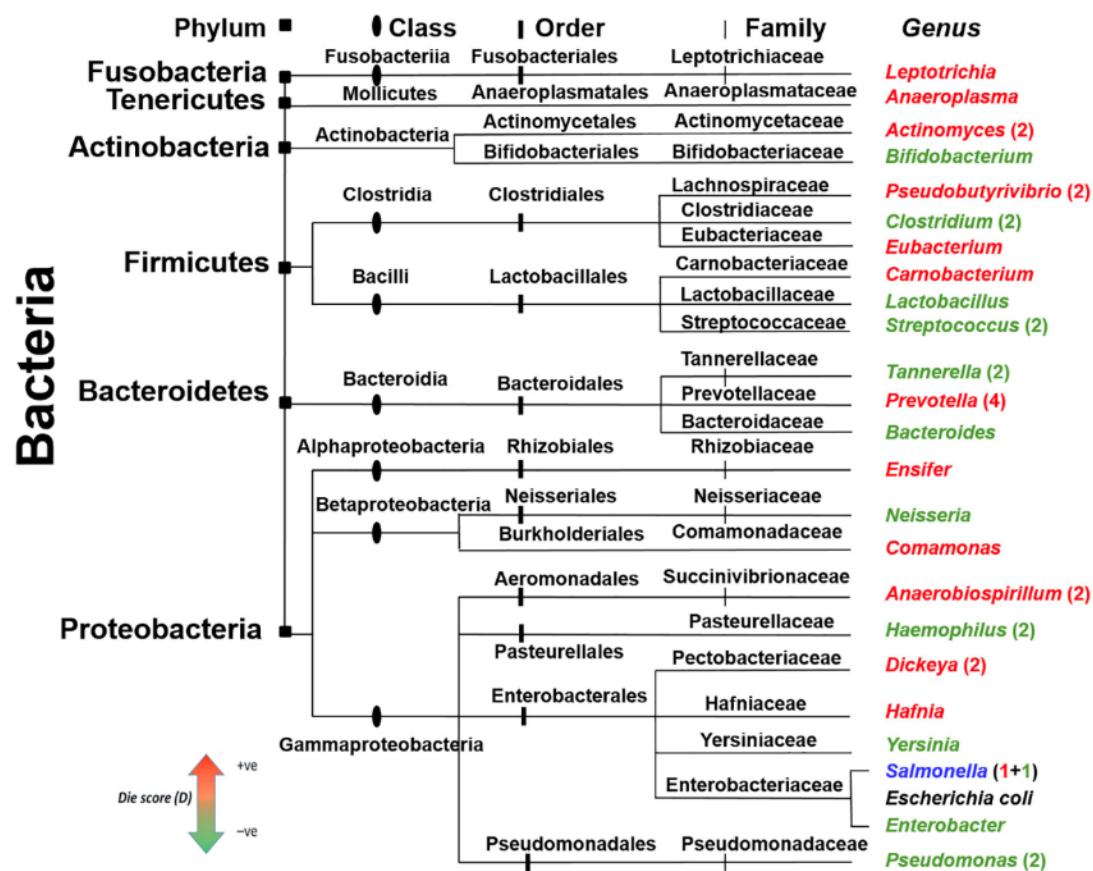 Phylum Class Order Family Genus
Fusobacteria Fusobacteriia Fusobacteriales Leptotrichiaceae Leptotrichia
Tenericutes Mollicutes Anaeroplasmatales Anaeroplasmataceae Anaeroplasma
Actinobacteria Actinobacteria Actinomycetales Actinomycetaceae Actinomyces (2)
Bifidobacteriales Bifidobacteriaceae Bifidobacterium
Bacteria
Firmicutes
Clostridia Clostridiales Lachnospiraceae Pseudobutyrivibrio (2)
Clostridiaceae Clostridium (2)
Eubacteriaceae Eubacterium
Bacilli Lactobacillales Carnobacteriaceae Carnobacterium
Lactobacillaceae Lactobacillus
Streptococcaceae Streptococcus (2)
Bacteroidetes Bacteroidia Bacteroidales Tannerellaceae Tannerella (2)
Prevotellaceae Prevotella (4)
Bacteroidaceae Bacteroides
Proteobacteria
Alphaproteobacteria Rhizobiales Rhizobiaceae Ensifer
Betaproteobacteria Neisseriales Neisseriaceae Neisseria
Burkholderiales Comamonadaceae Comamonas
Aeromonadales Succinivibrionaceae Anaerobiospirillum (2)
Pasteurellales Pasteurellaceae Haemophilus (2)
Gammaproteobacteria Enterobacterales Pectobacteriaceae Dickeya (2)
Hafniaceae Hafnia
Yersiniaceae Yersinia
Enterobacteriaceae Salmonella (1+1)
Escherichia coli
Enterobacter
Pseudomonadales Pseudomonadaceae Pseudomonas (2)
+ve
Die score (D)
–ve